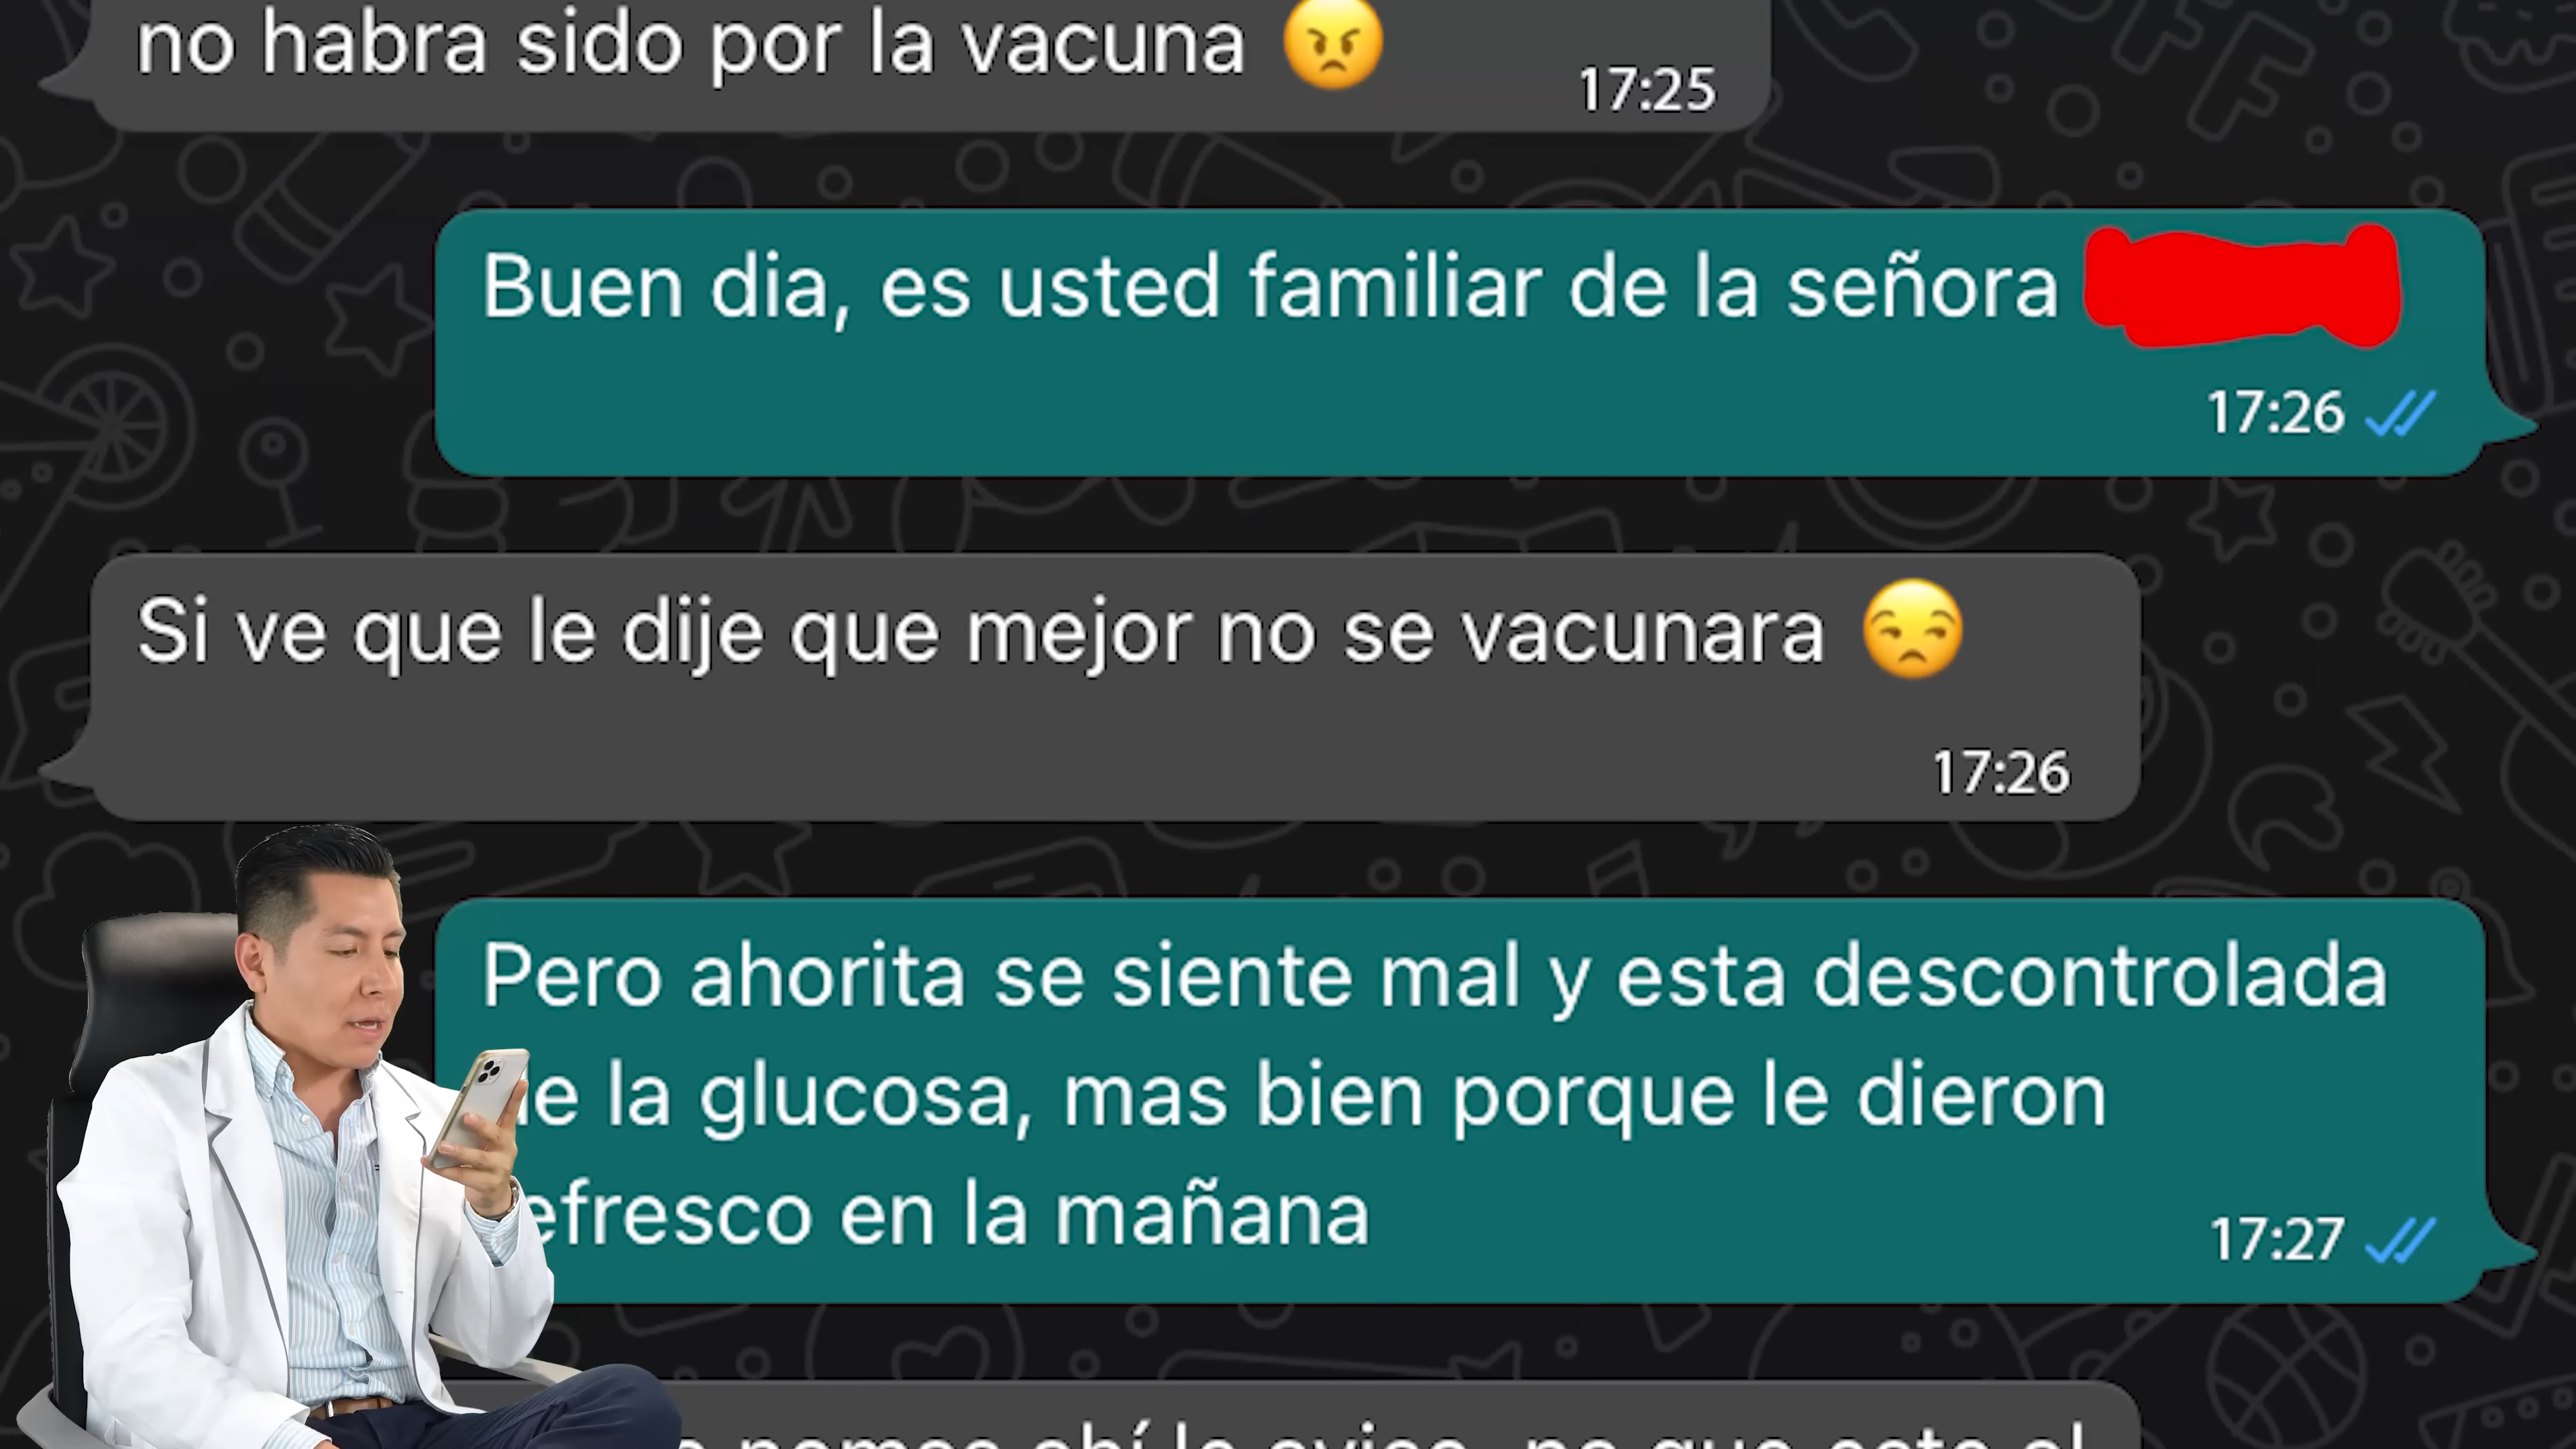 no habra sido por la vacuna 😠
17:25
Buen dia, es usted familiar de la señora
17:26
Si ve que le dije que mejor no se vacunara 😒
17:26
Pero ahorita se siente mal y esta descontrolada
la glucosa, mas bien porque le dieron
en la mañana
17:27